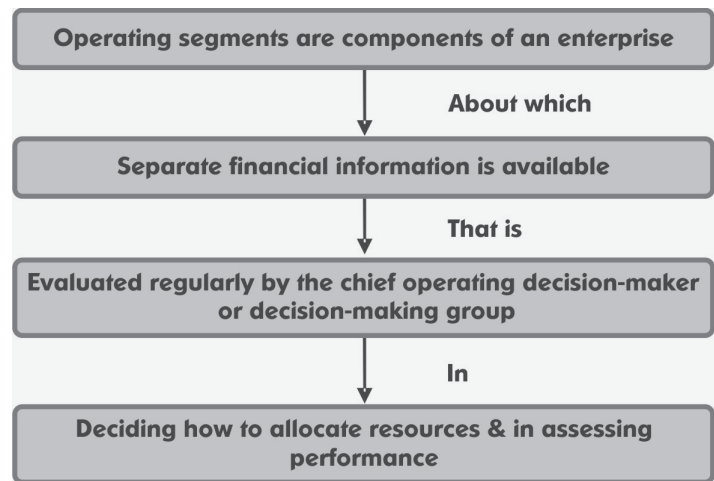 Operating segments are components of an enterprise
About which
Separate financial information is available
That is
Evaluated regularly by the chief operating decision-maker
or decision-making group
In
Deciding how to allocate resources & in assessing
performance